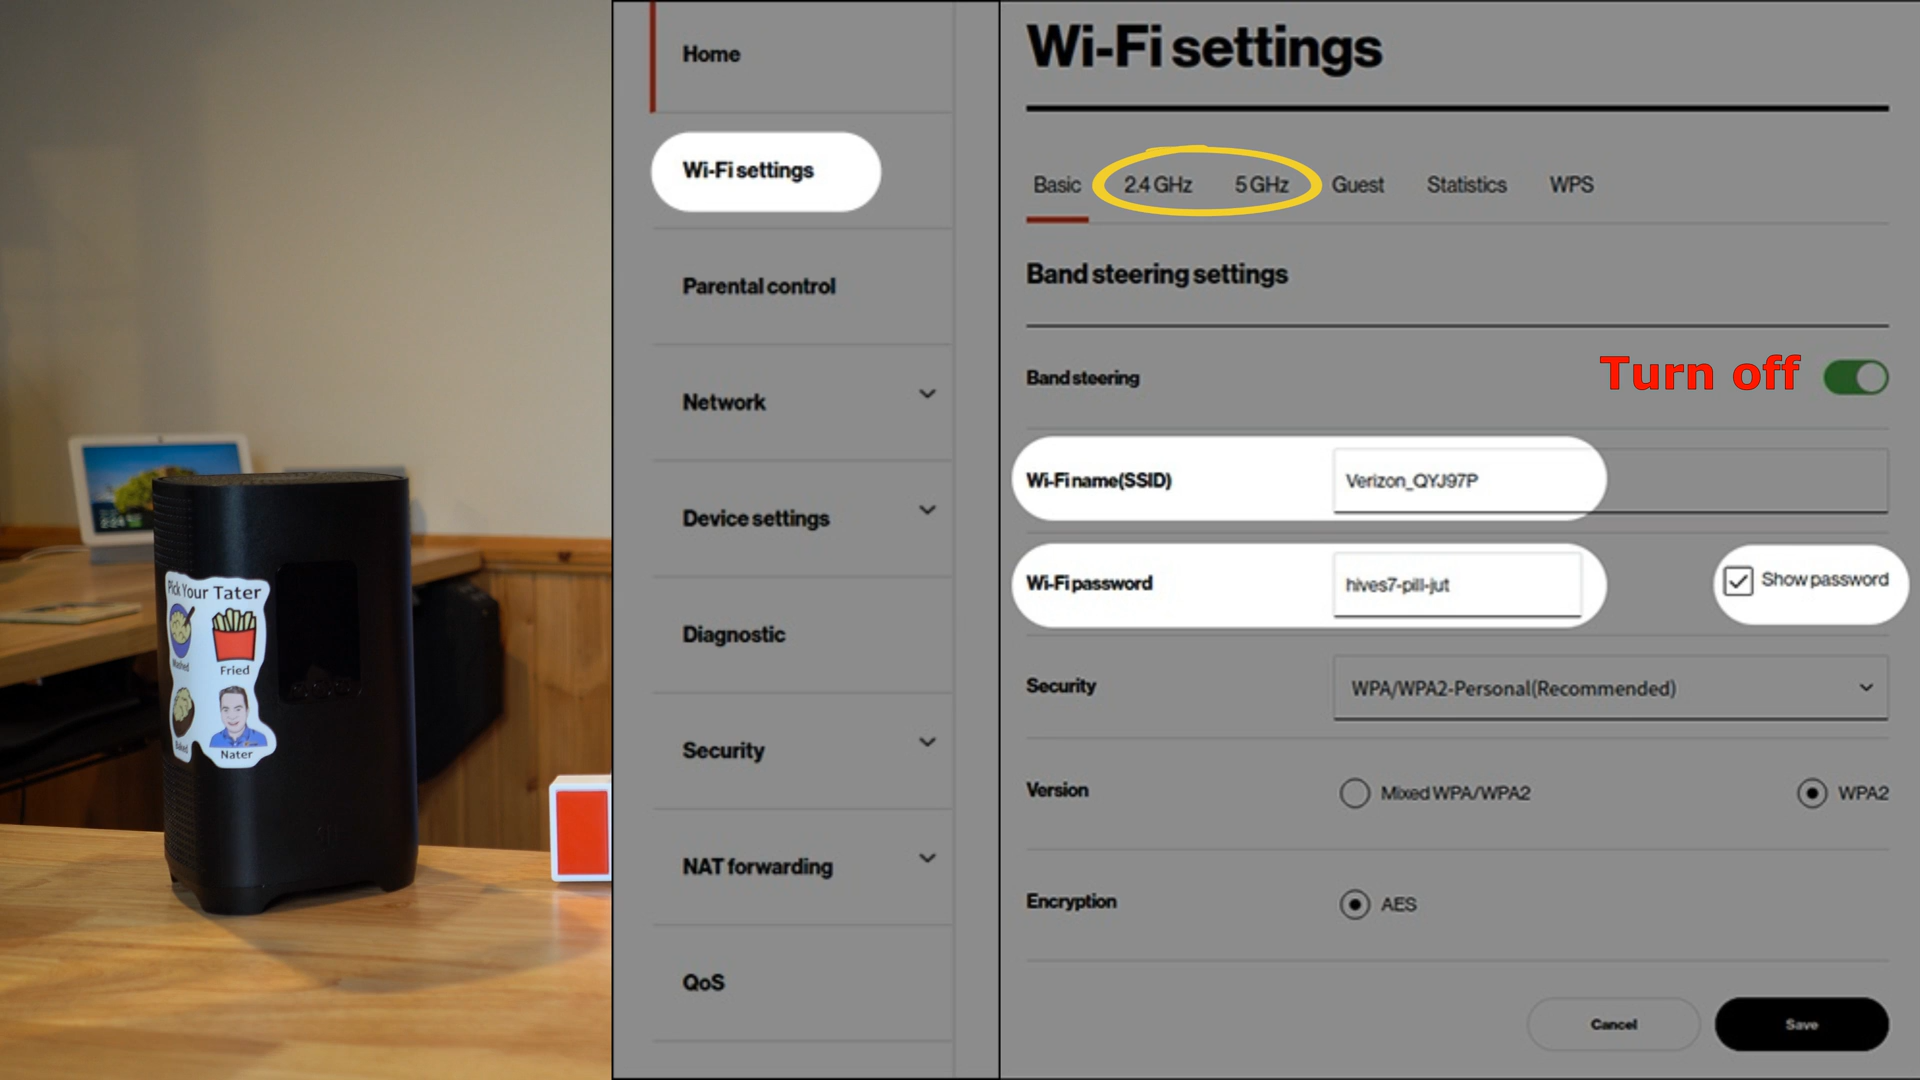 Pick Your Tater
Mashed
Fried
Baked
Nater
Home
Wi-Fi settings
Parental control
Network
Device settings
Diagnostic
Security
NAT forwarding
QoS
Wi-Fi settings
Basic 2.4 GHz 5 GHz Guest Statistics WPS
Band steering settings
Band steering Turn off
Wi-Fi name(SSID) Verizon_QYJ97P
Wi-Fi password hives7-pill-jut Show password
Security WPA/WPA2-Personal(Recommended)
Version Mixed WPA/WPA2 WPA2
Encryption AES
Cancel Save